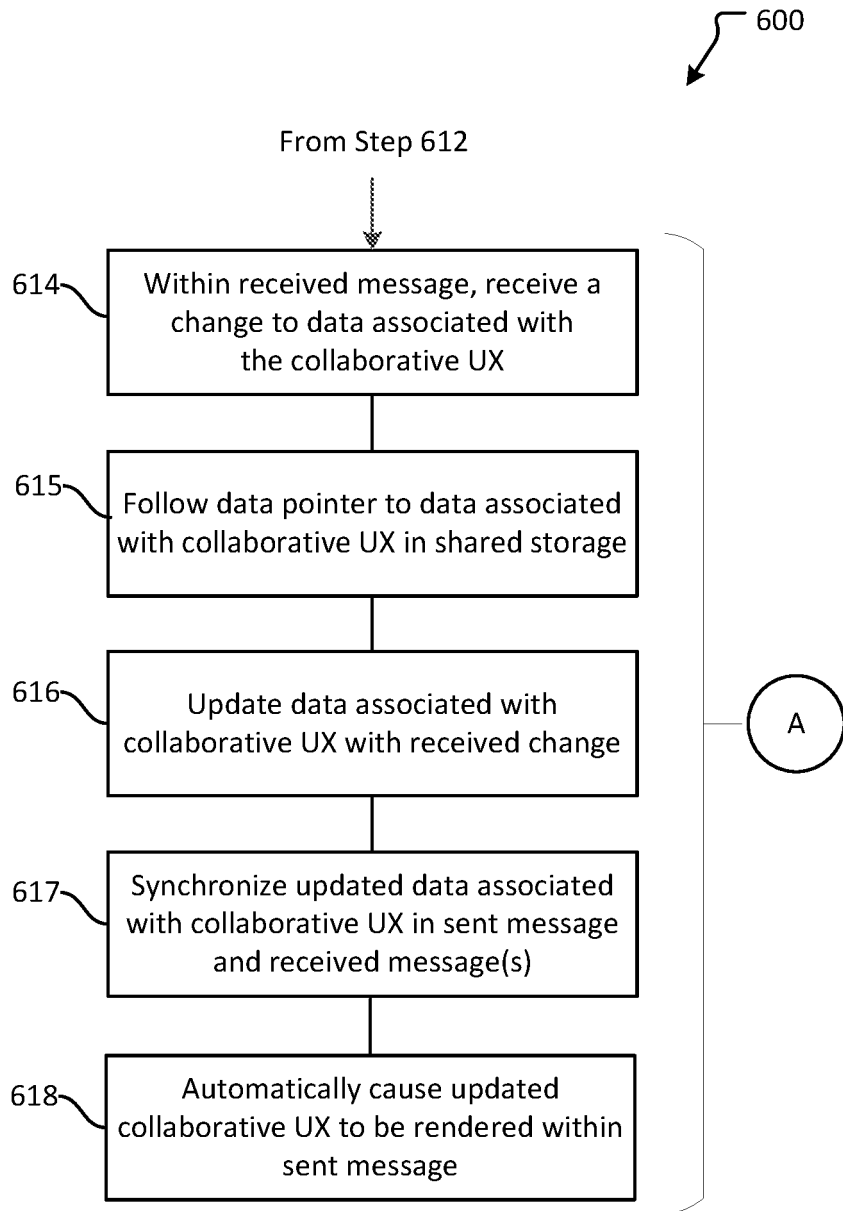 600
From Step 612
614
Within received message, receive a
change to data associated with
the collaborative UX
615
Follow data pointer to data associated
with collaborative UX in shared storage
616
Update data associated with
collaborative UX with received change
A
617
Synchronize updated data associated
with collaborative UX in sent message
and received message(s)
618
Automatically cause updated
collaborative UX to be rendered within
sent message